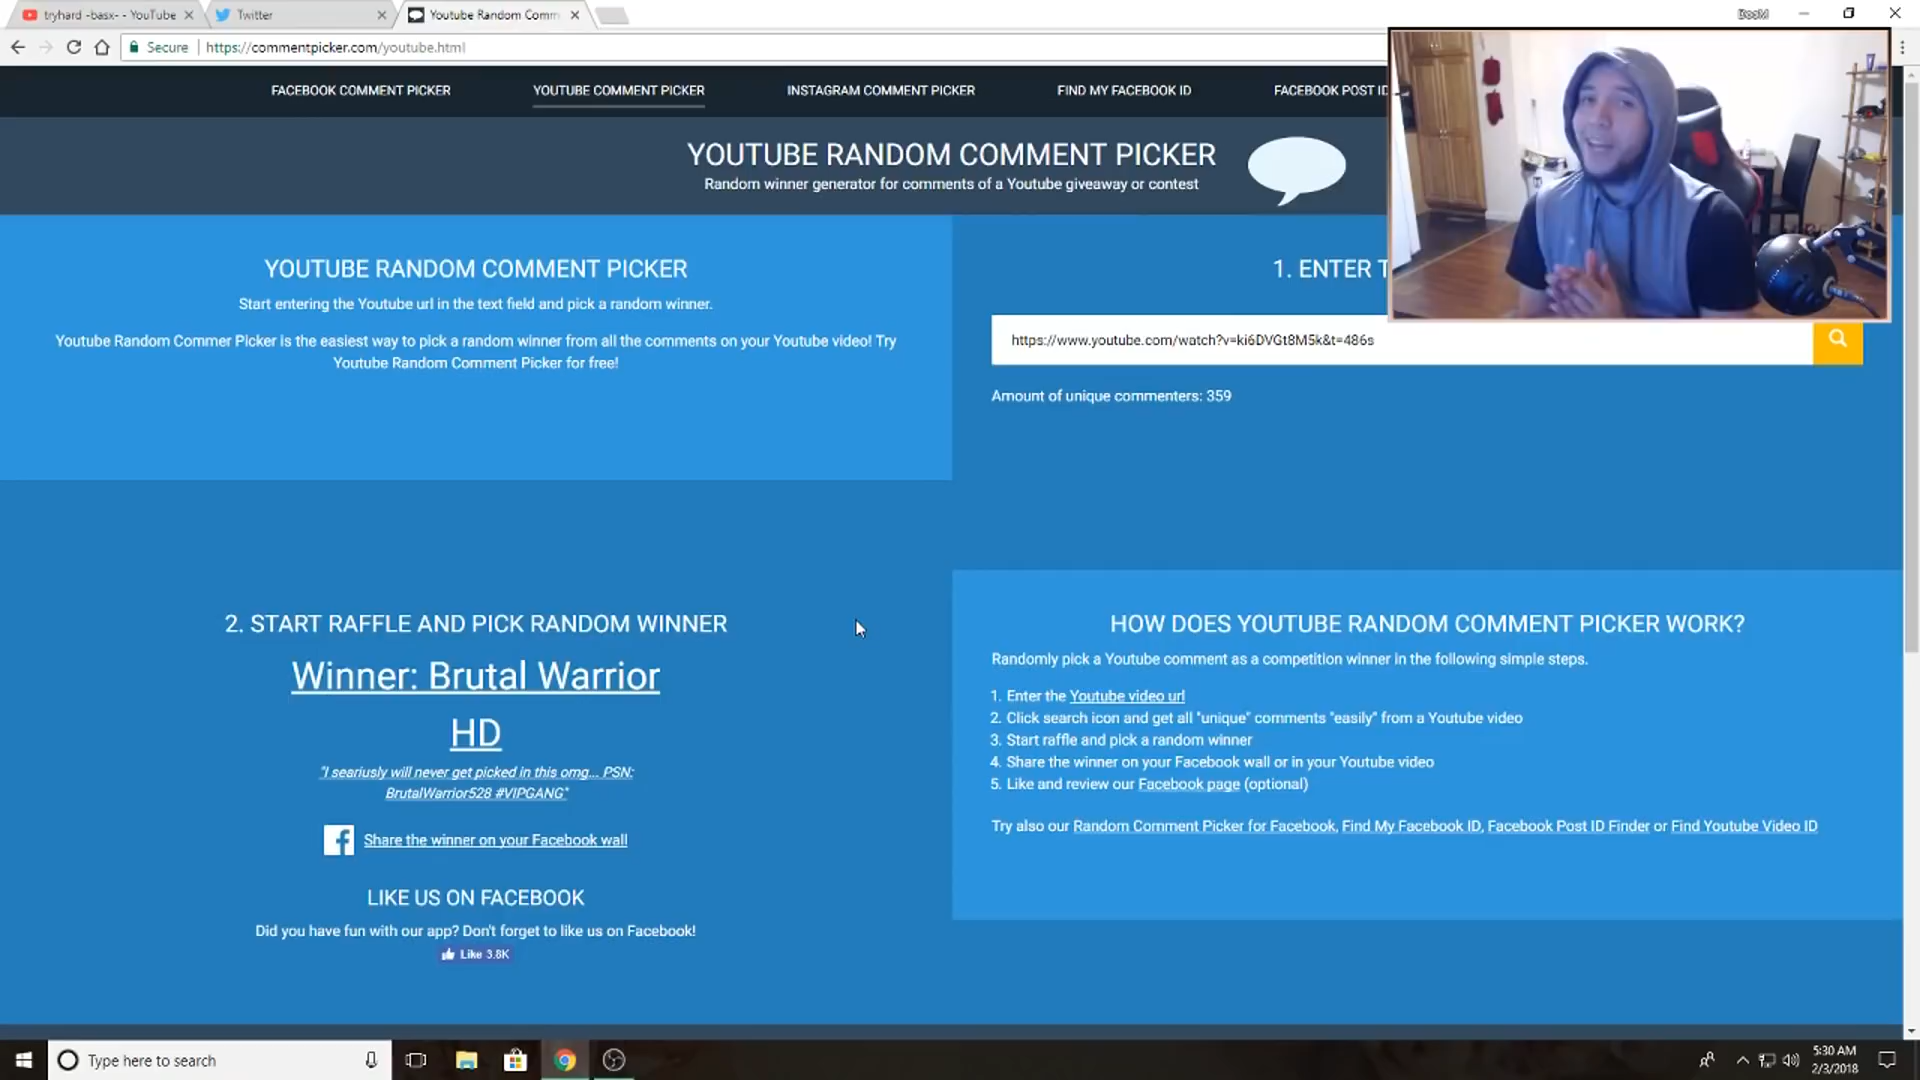 tryhard -basx- - YouTube
Twitter
Youtube Random Comm
BooM
Secure
https://commentpicker.com/youtube.html
FACEBOOK COMMENT PICKER
YOUTUBE COMMENT PICKER
INSTAGRAM COMMENT PICKER
FIND MY FACEBOOK ID
FACEBOOK POST ID
YOUTUBE RANDOM COMMENT PICKER
Random winner generator for comments of a Youtube giveaway or contest
YOUTUBE RANDOM COMMENT PICKER
Start entering the Youtube url in the text field and pick a random winner.
Youtube Random Commer Picker is the easiest way to pick a random winner from all the comments on your Youtube video! Try
Youtube Random Comment Picker for free!
1. ENTER T
https://www.youtube.com/watch?v=ki6DVGt8M5k&t=486s
Amount of unique commenters: 359
2. START RAFFLE AND PICK RANDOM WINNER
Winner: Brutal Warrior
HD
"I seariusly will never get picked in this omg... PSN:
BrutalWarrior528 #VIPGANG"
Share the winner on your Facebook wall
LIKE US ON FACEBOOK
Did you have fun with our app? Don't forget to like us on Facebook!
Like 3.8K
HOW DOES YOUTUBE RANDOM COMMENT PICKER WORK?
Randomly pick a Youtube comment as a competition winner in the following simple steps.
1. Enter the Youtube video url
2. Click search icon and get all "unique" comments "easily" from a Youtube video
3. Start raffle and pick a random winner
4. Share the winner on your Facebook wall or in your Youtube video
5. Like and review our Facebook page (optional)
Try also our Random Comment Picker for Facebook, Find My Facebook ID, Facebook Post ID Finder or Find Youtube Video ID
Type here to search
5:30 AM
2/3/2018